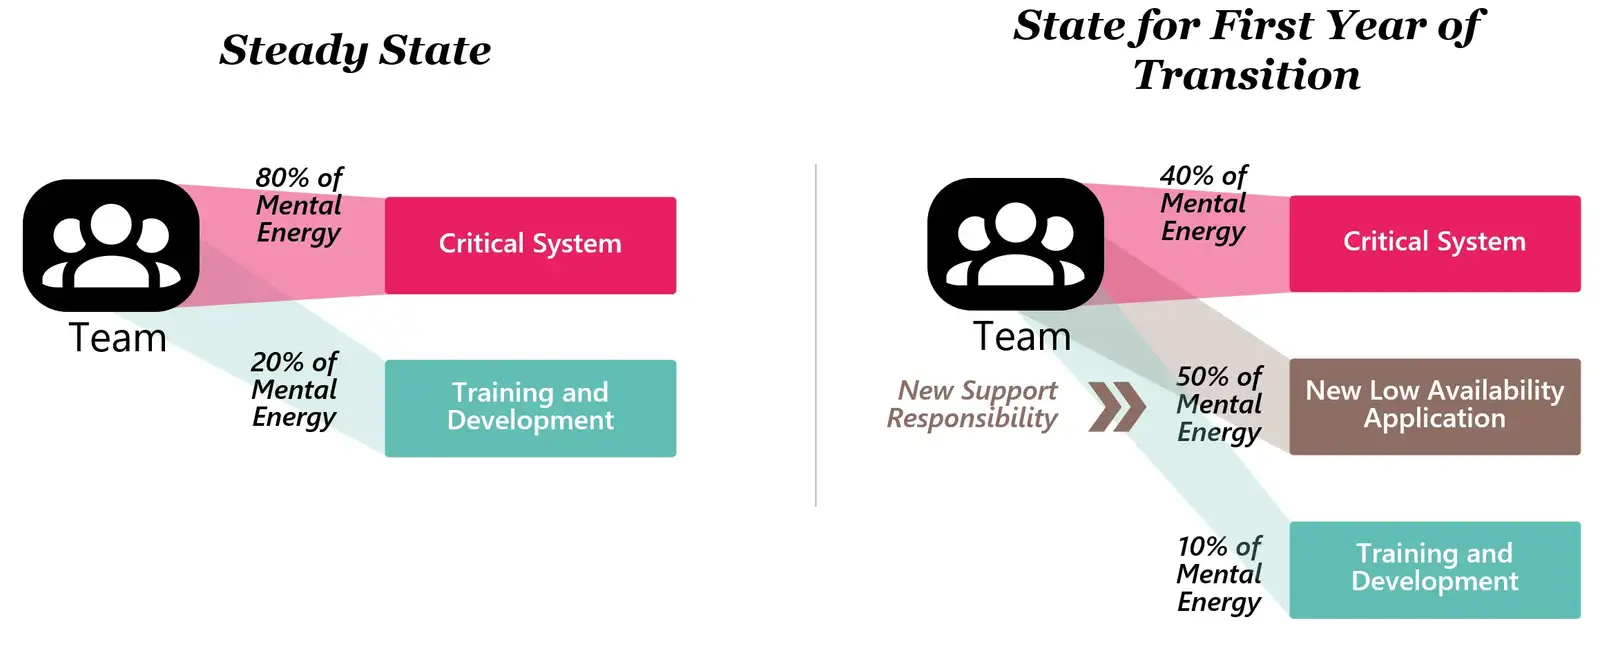 Steady State
80% of
Mental
Energy
Critical System
Team
20% of
Mental
Energy
Training and
Development
State for First Year of
Transition
40% of
Mental
Energy
Critical System
Team
New Support
Responsibility
50% of
Mental
Energy
New Low Availability
Application
10% of
Mental
Energy
Training and
Development